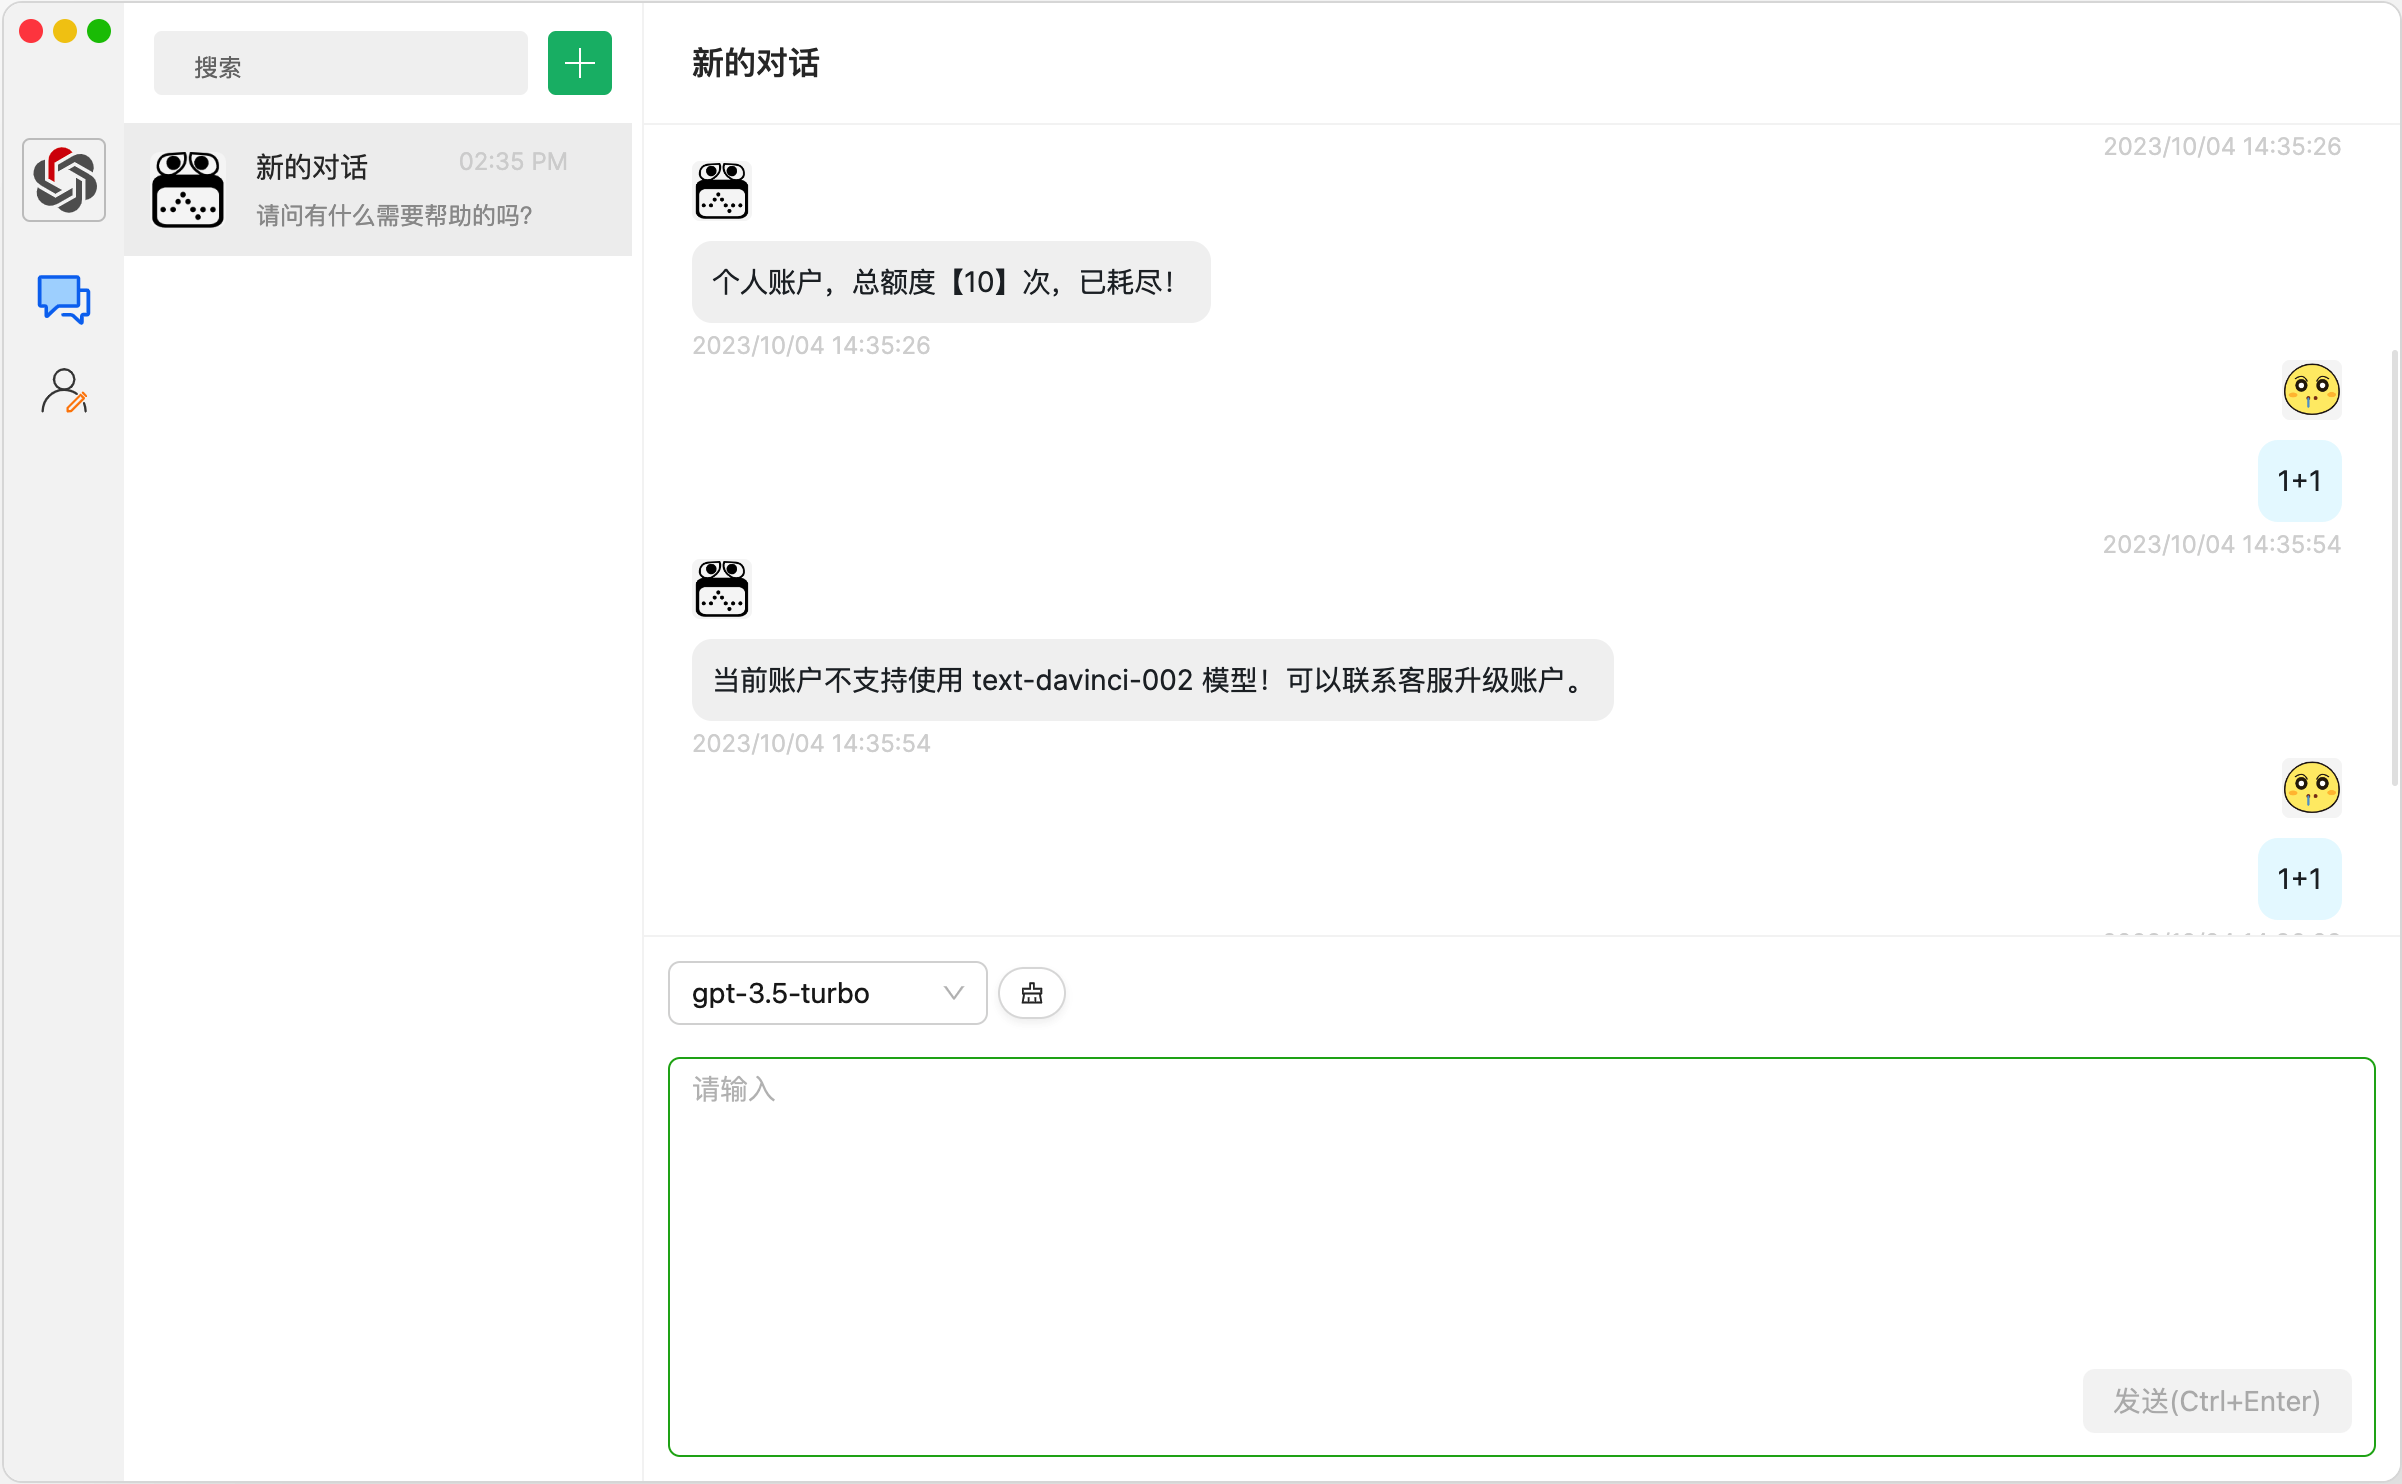 搜索
新的对话
02:35 PM
请问有什么需要帮助的吗?
新的对话
2023/10/04 14:35:26
个人账户，总额度【10】次，已耗尽！
2023/10/04 14:35:26
1+1
2023/10/04 14:35:54
当前账户不支持使用 text-davinci-002 模型！可以联系客服升级账户。
2023/10/04 14:35:54
1+1
gpt-3.5-turbo
请输入
发送(Ctrl+Enter)